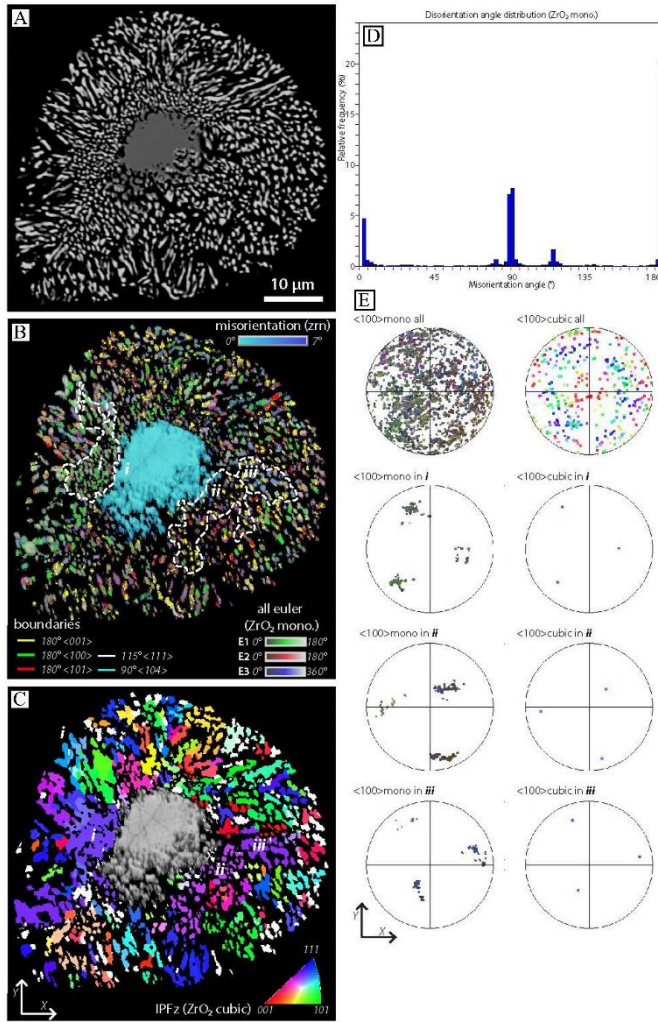 A
10 µm
B
misorientation (zrn)
0° 7°
i
ii
iii
boundaries
180° <001>
180° <100> 115° <111>
180° <101> 90° <104>
all euler
(ZrO₂ mono.)
E1 0° 180°
E2 0° 180°
E3 0° 360°
C
i
i
ii
iii
Y
X
IPFz (ZrO₂ cubic)
111
001 101
D
Disorientation angle distribution (ZrO₂ mono.)
Relative frequency (%)
20
15
10
5
0
0 45 90 135 180
Misorientation angle (°)
E
<100>mono all <100>cubic all
<100>mono in i <100>cubic in i
<100>mono in ii <100>cubic in ii
<100>mono in iii <100>cubic in iii
Y
X